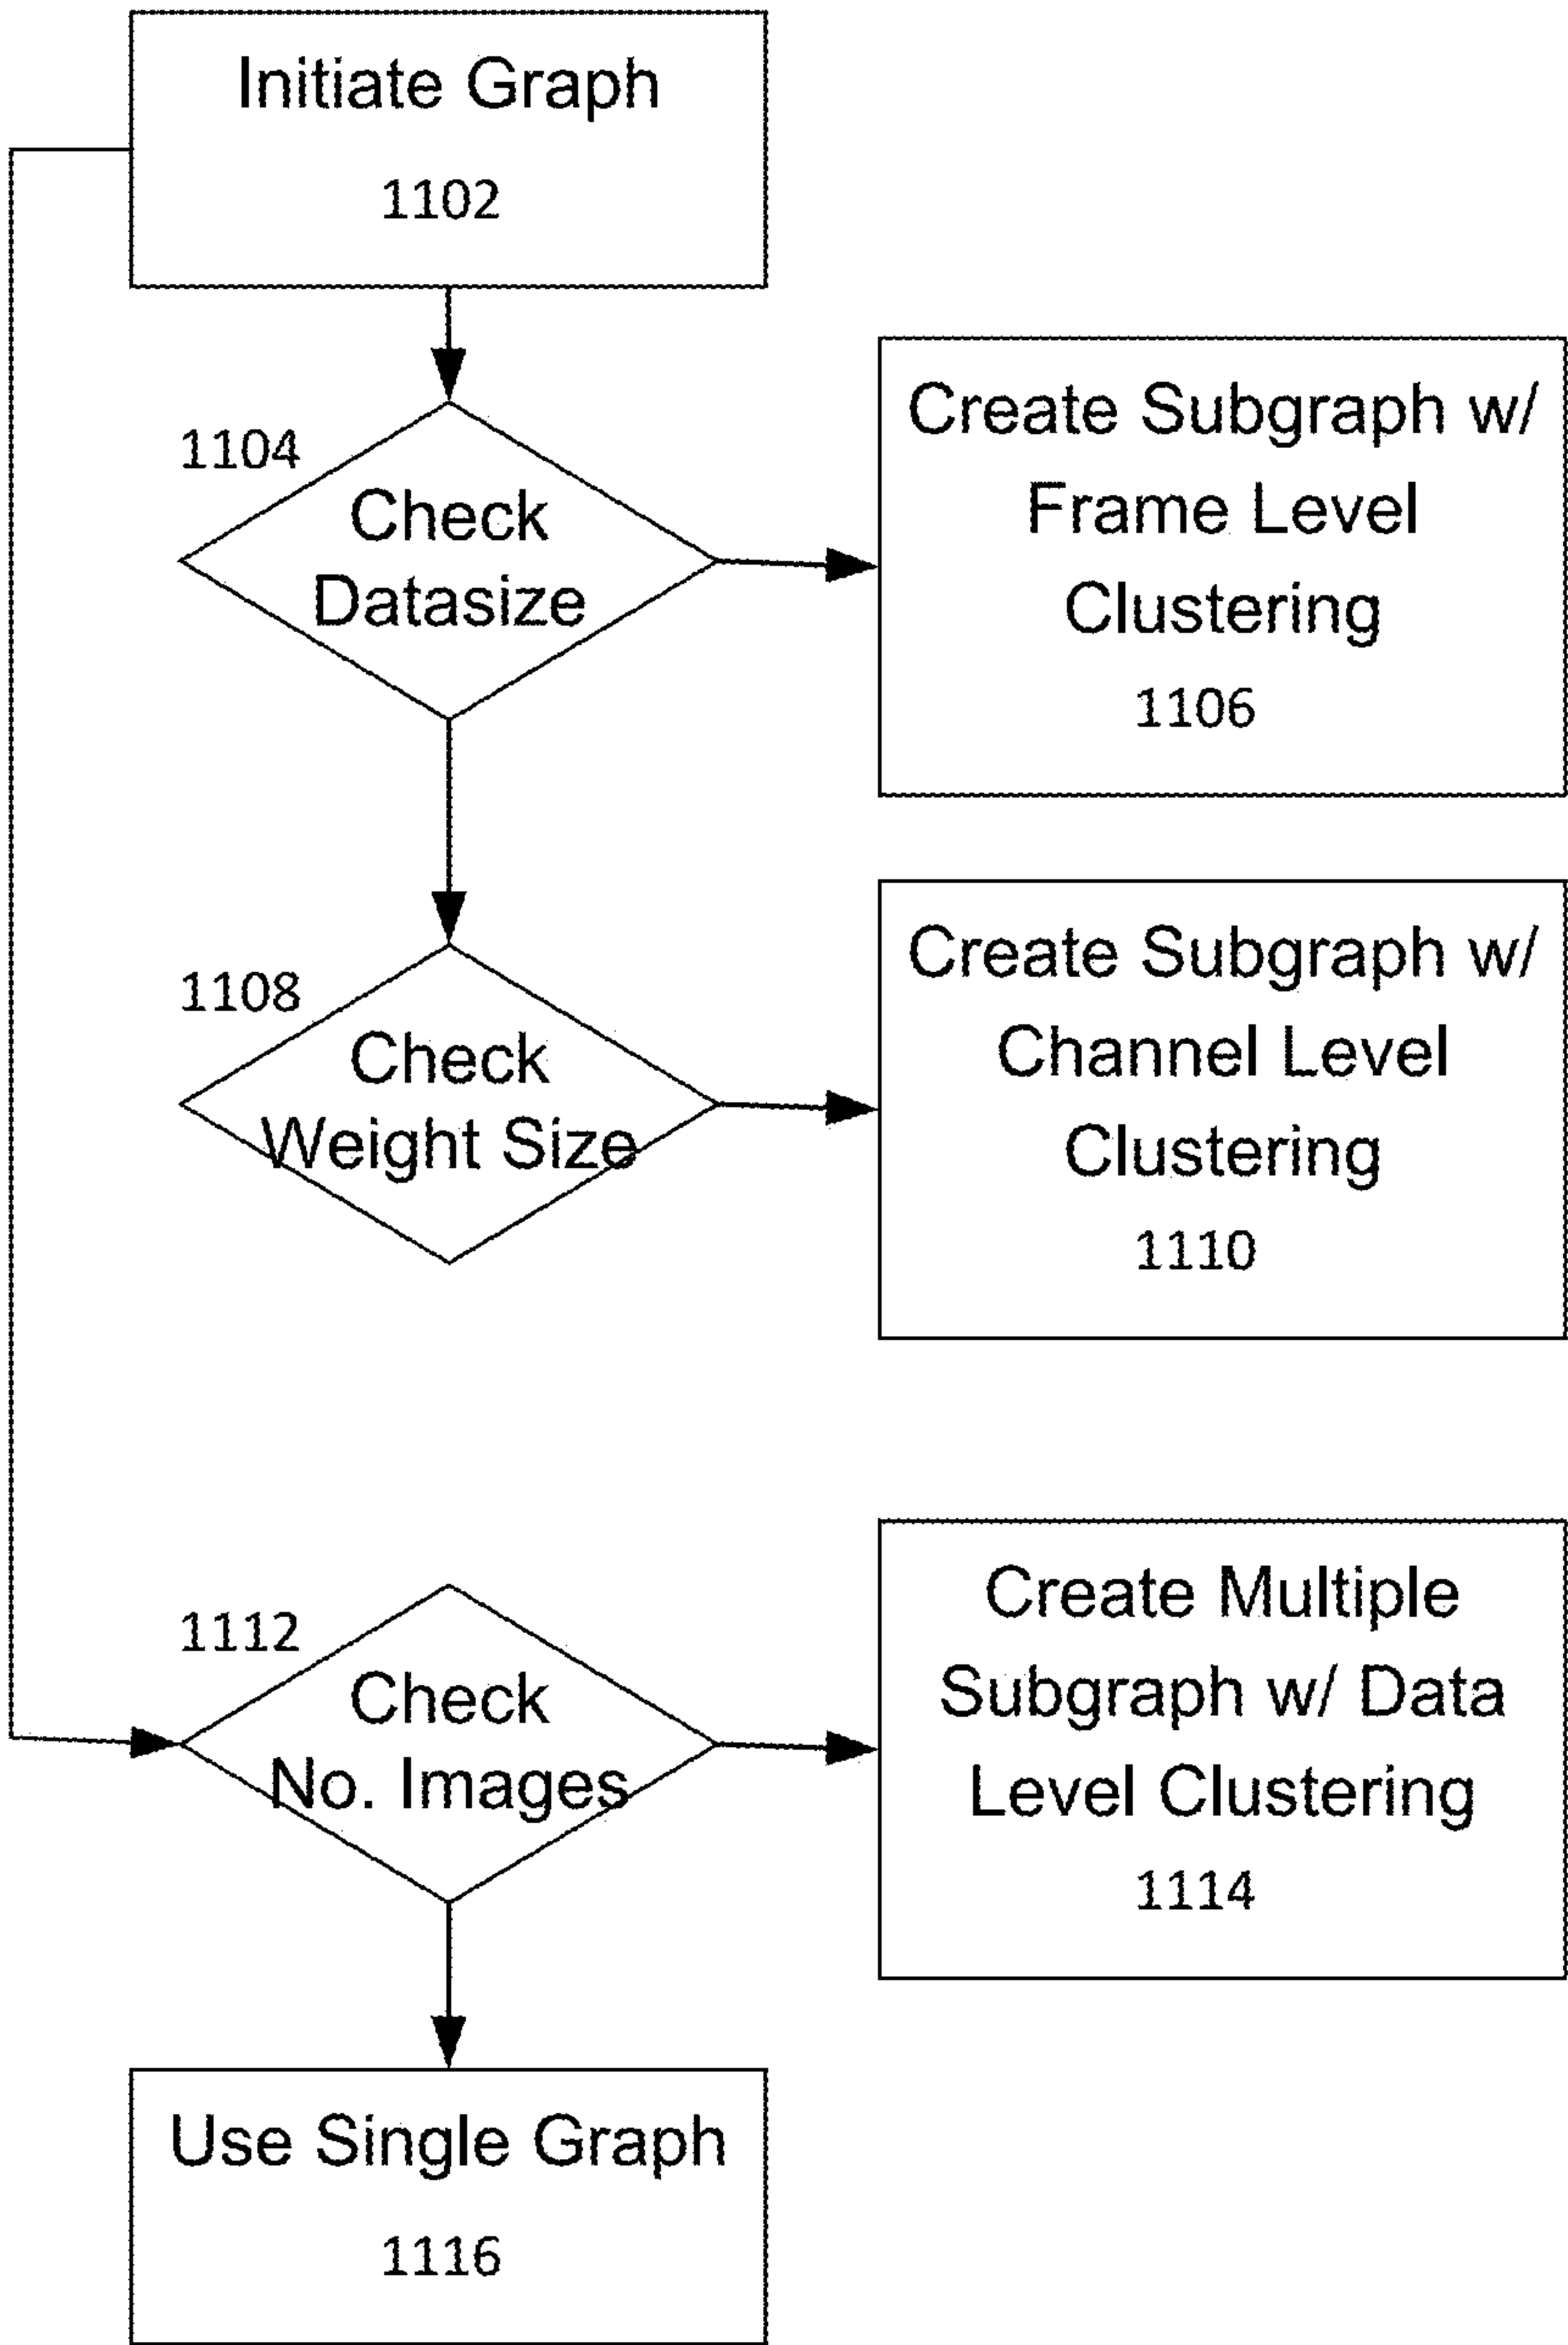 Initiate Graph
1102
1104
Check
Datasize
Create Subgraph w/
Frame Level
Clustering
1106
1108
Check
Weight Size
Create Subgraph w/
Channel Level
Clustering
1110
1112
Check
No. Images
Create Multiple
Subgraph w/ Data
Level Clustering
1114
Use Single Graph
1116